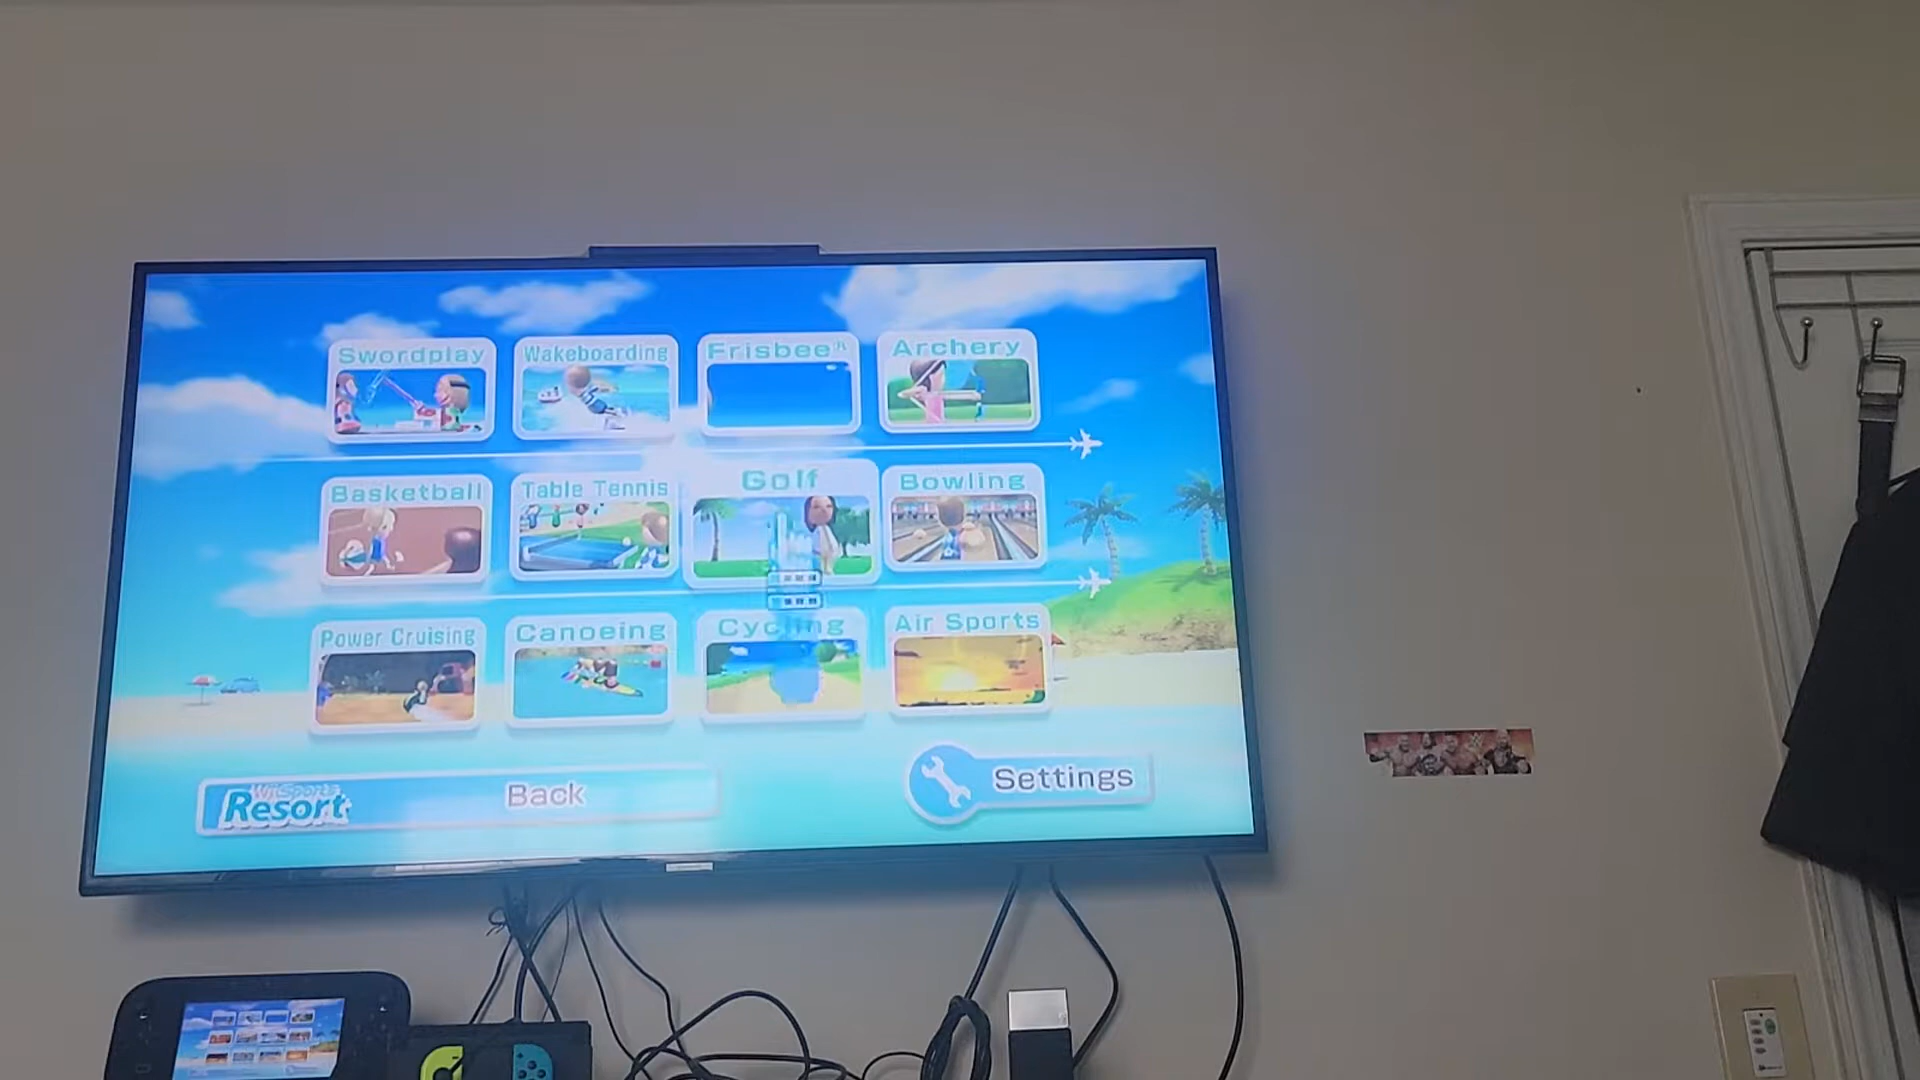 Swordplay
Wakeboarding
Frisbee®
Archery
Basketball
Table Tennis
Golf
Bowling
Power Cruising
Canoeing
Cycling
Air Sports
Wii Sports
Resort
Back
Settings